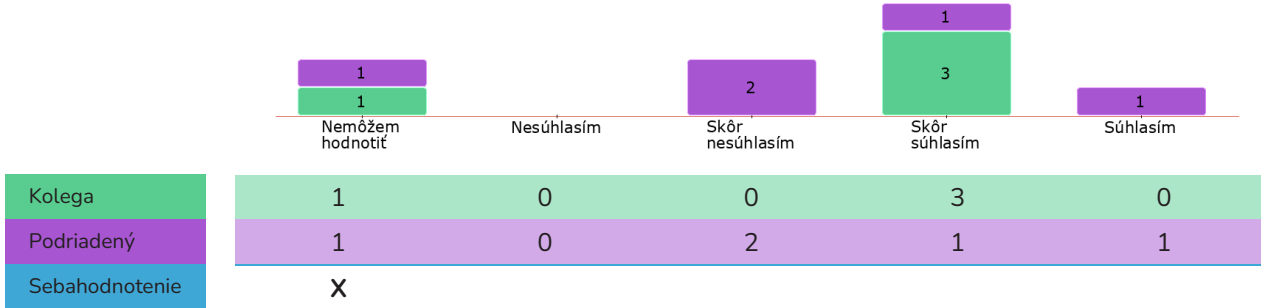 1
1
1
2
3
1
Nemôžem
hodnotiť
Nesúhlasím
Skôr
nesúhlasím
Skôr
súhlasím
Súhlasím
Kolega 1 0 0 3 0
Podriadený 1 0 2 1 1
Sebahodnotenie x